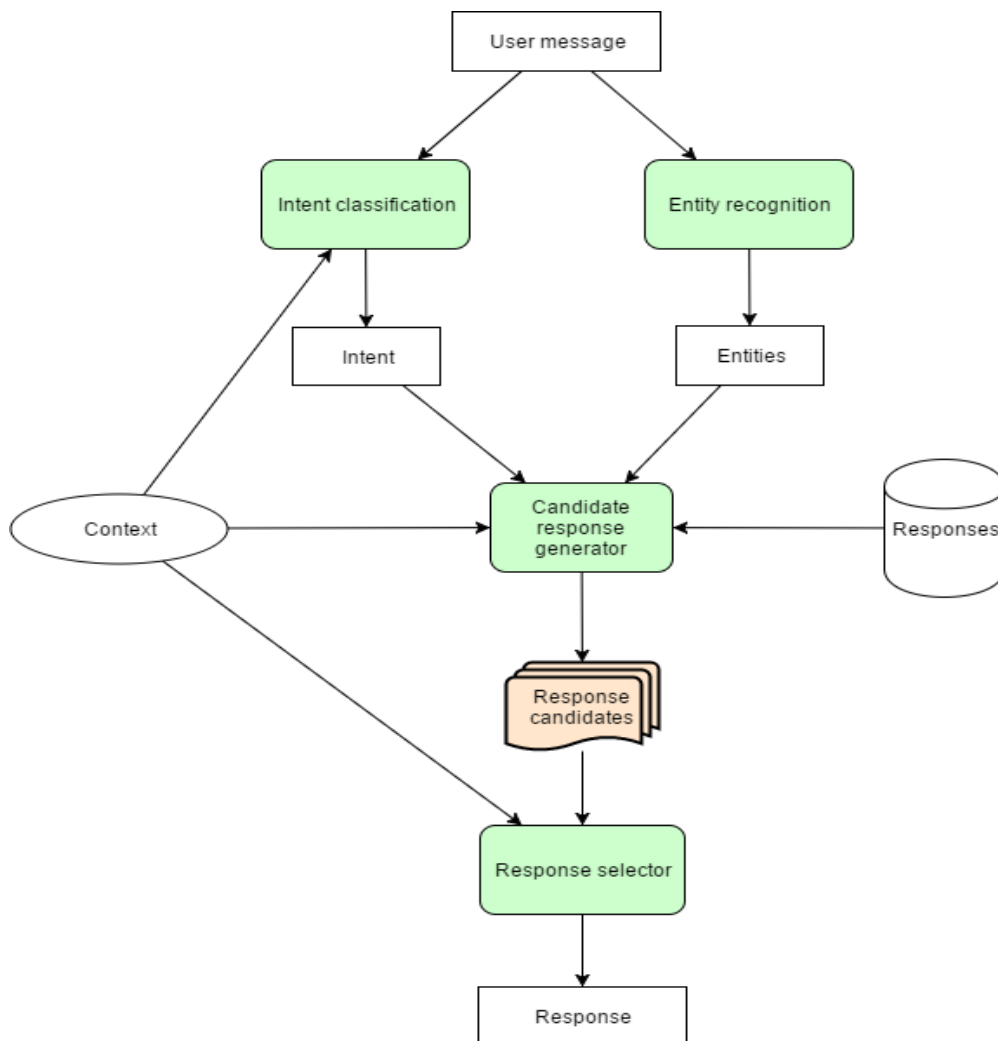 User message
Intent classification
Entity recognition
Intent
Entities
Context
Candidate
response
generator
Responses
Response
candidates
Response selector
Response